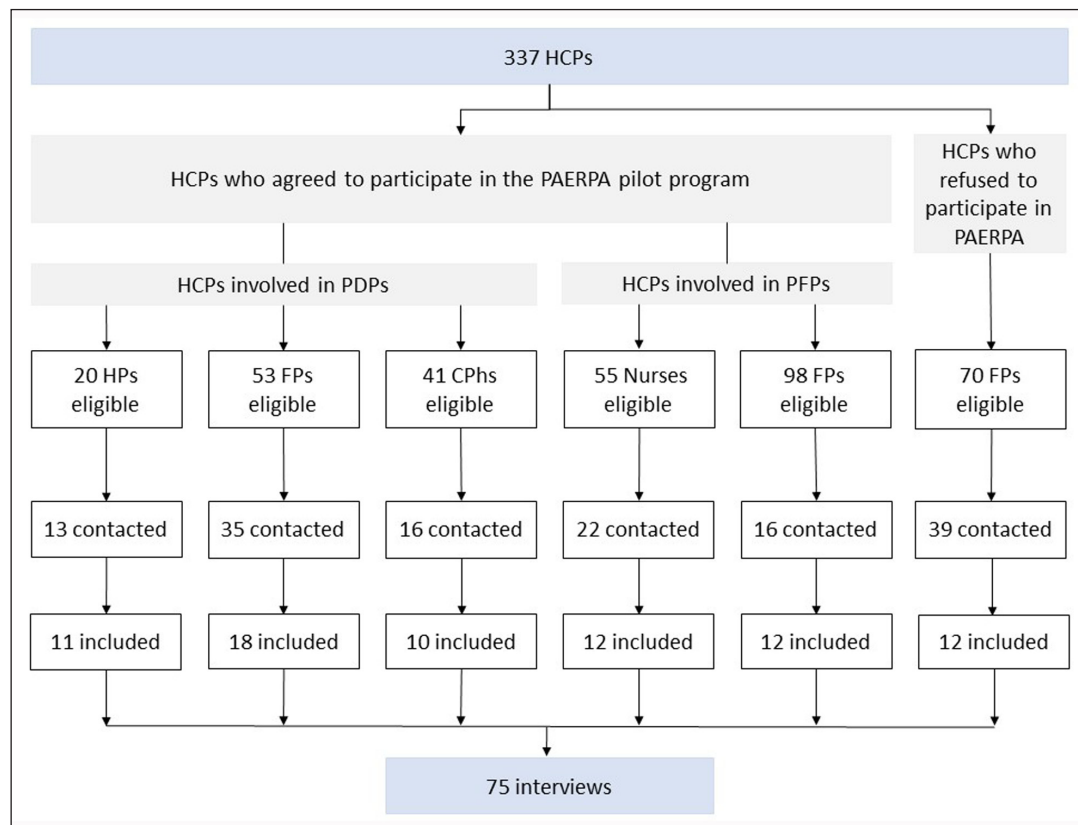 337 HCPs
HCPs who agreed to participate in the PAERPA pilot program
HCPs who
refused to
participate in
PAERPA
HCPs involved in PDPs
HCPs involved in PFPs
20 HPs
eligible
53 FPs
eligible
41 CPhs
eligible
55 Nurses
eligible
98 FPs
eligible
70 FPs
eligible
13 contacted
35 contacted
16 contacted
22 contacted
16 contacted
39 contacted
11 included
18 included
10 included
12 included
12 included
12 included
75 interviews